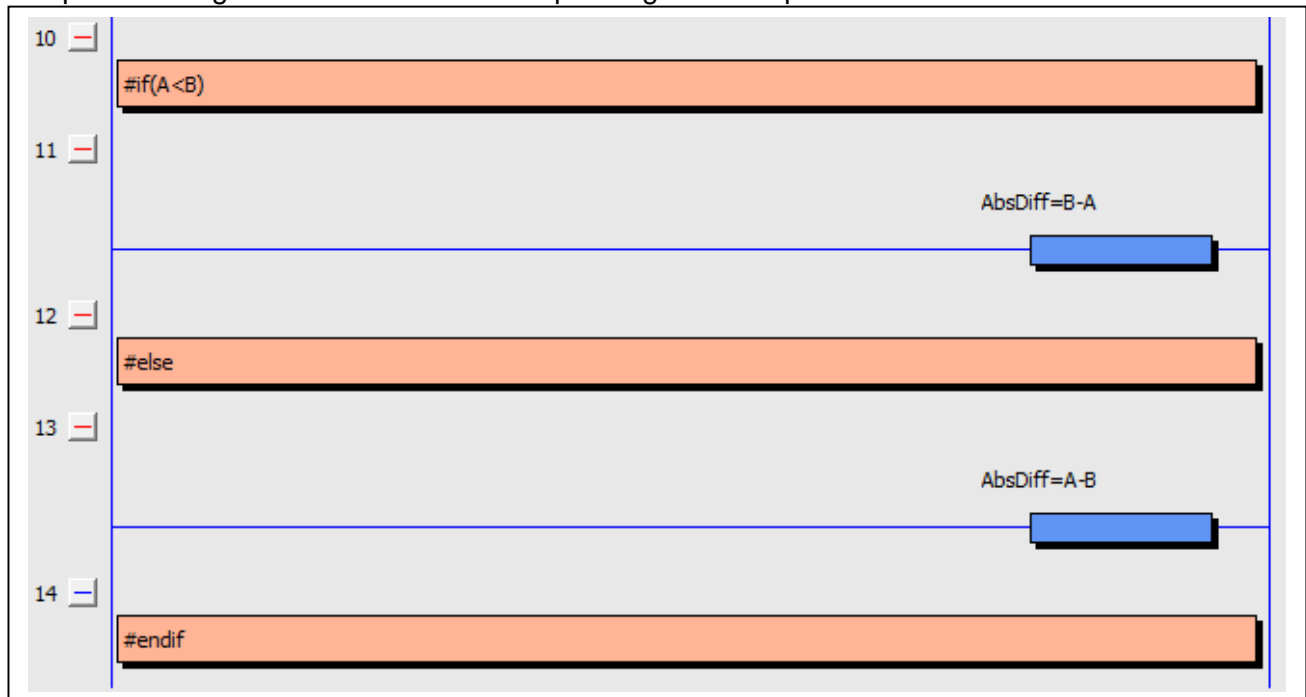 10
#if(A<B)
11
AbsDiff=B-A
12
#else
13
AbsDiff=A-B
14
#endif